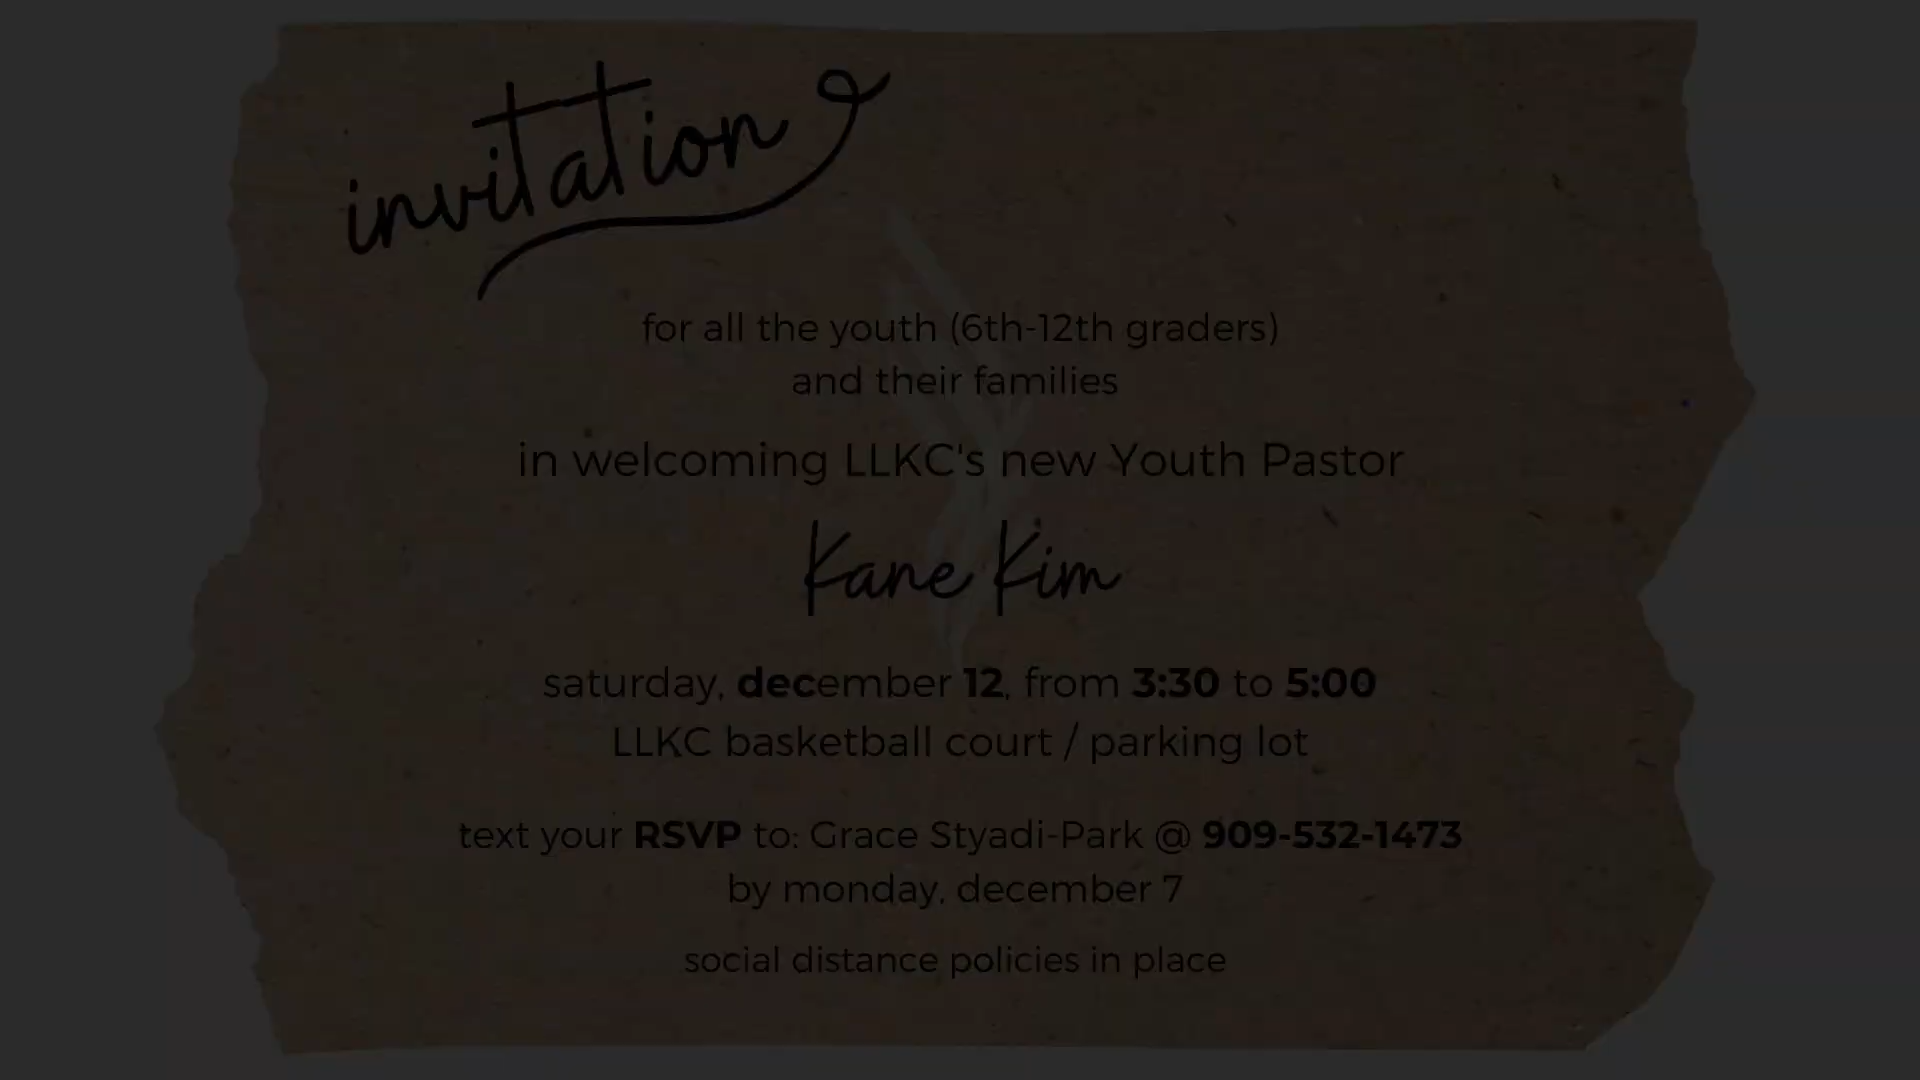 invitation
for all the youth (6th-12th graders)
and their families
in welcoming LLKC's new Youth Pastor
Kane Kim
saturday, december 12, from 3:30 to 5:00
LLKC basketball court / parking lot
text your RSVP to: Grace Styadi-Park @ 909-532-1473
by monday, december 7
social distance policies in place